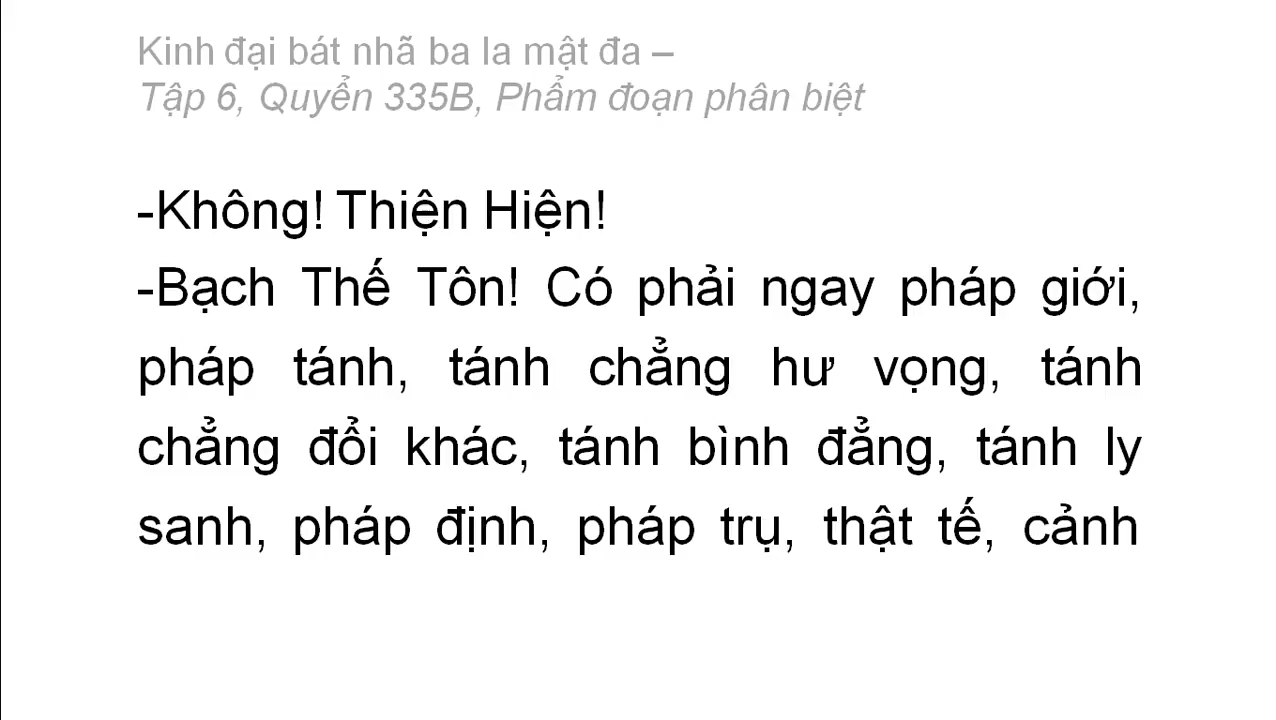 Kinh đại bát nhã ba la mật đa –
Tập 6, Quyển 335B, Phẩm đoạn phân biệt
-Không! Thiện Hiện!
-Bạch Thế Tôn! Có phải ngay pháp giới,
pháp tánh, tánh chẳng hư vọng, tánh
chẳng đổi khác, tánh bình đẳng, tánh ly
sanh, pháp định, pháp trụ, thật tế, cảnh